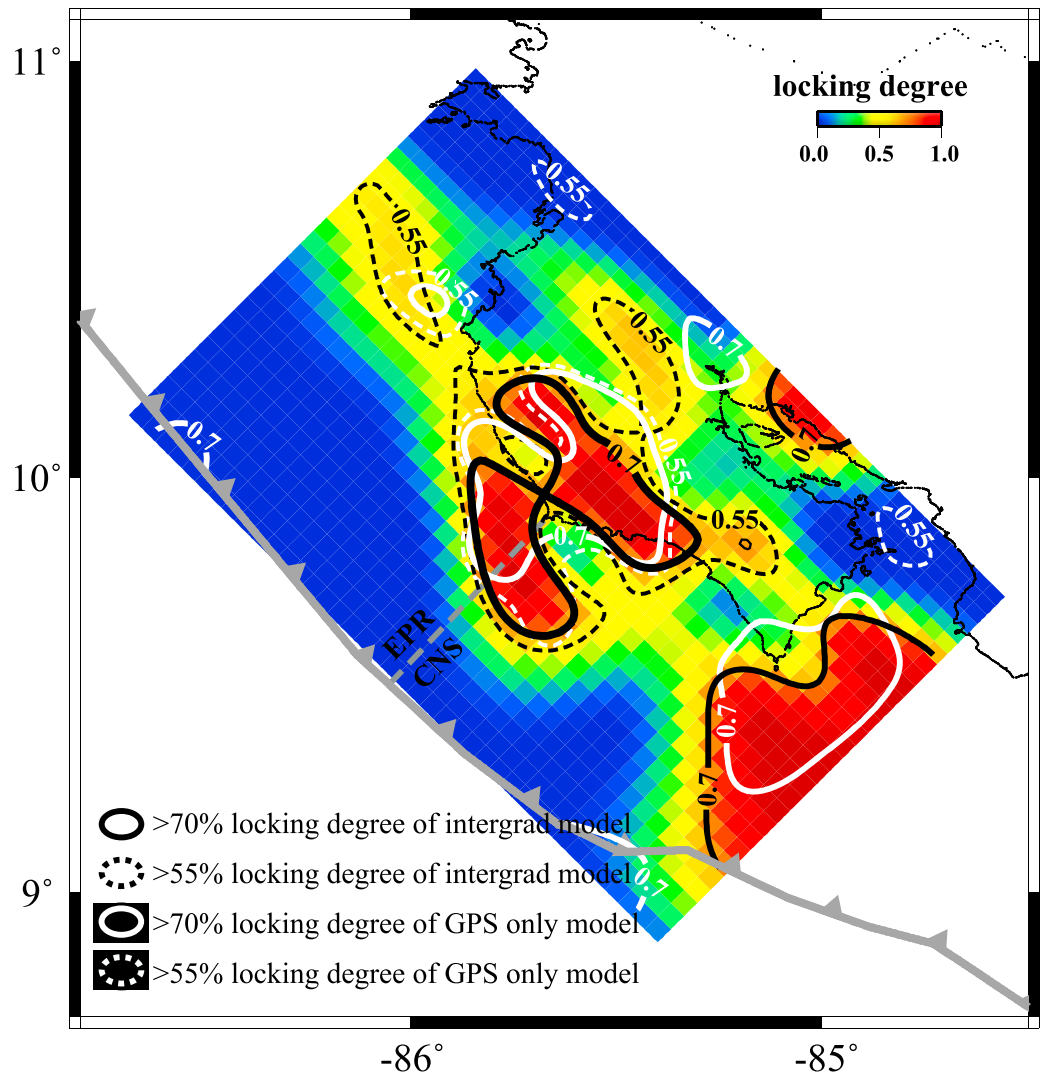 11°
locking degree
0.0 0.5 1.0
0.55
0.55
0.55
0.55
0.7
0.7
0.7
0.7
0.55
10°
0.55
0.55
0.7
EPR
CNS
0.7
0.7
>70% locking degree of intergrad model
>55% locking degree of intergrad model
0.7
9°
>70% locking degree of GPS only model
>55% locking degree of GPS only model
-86° -85°